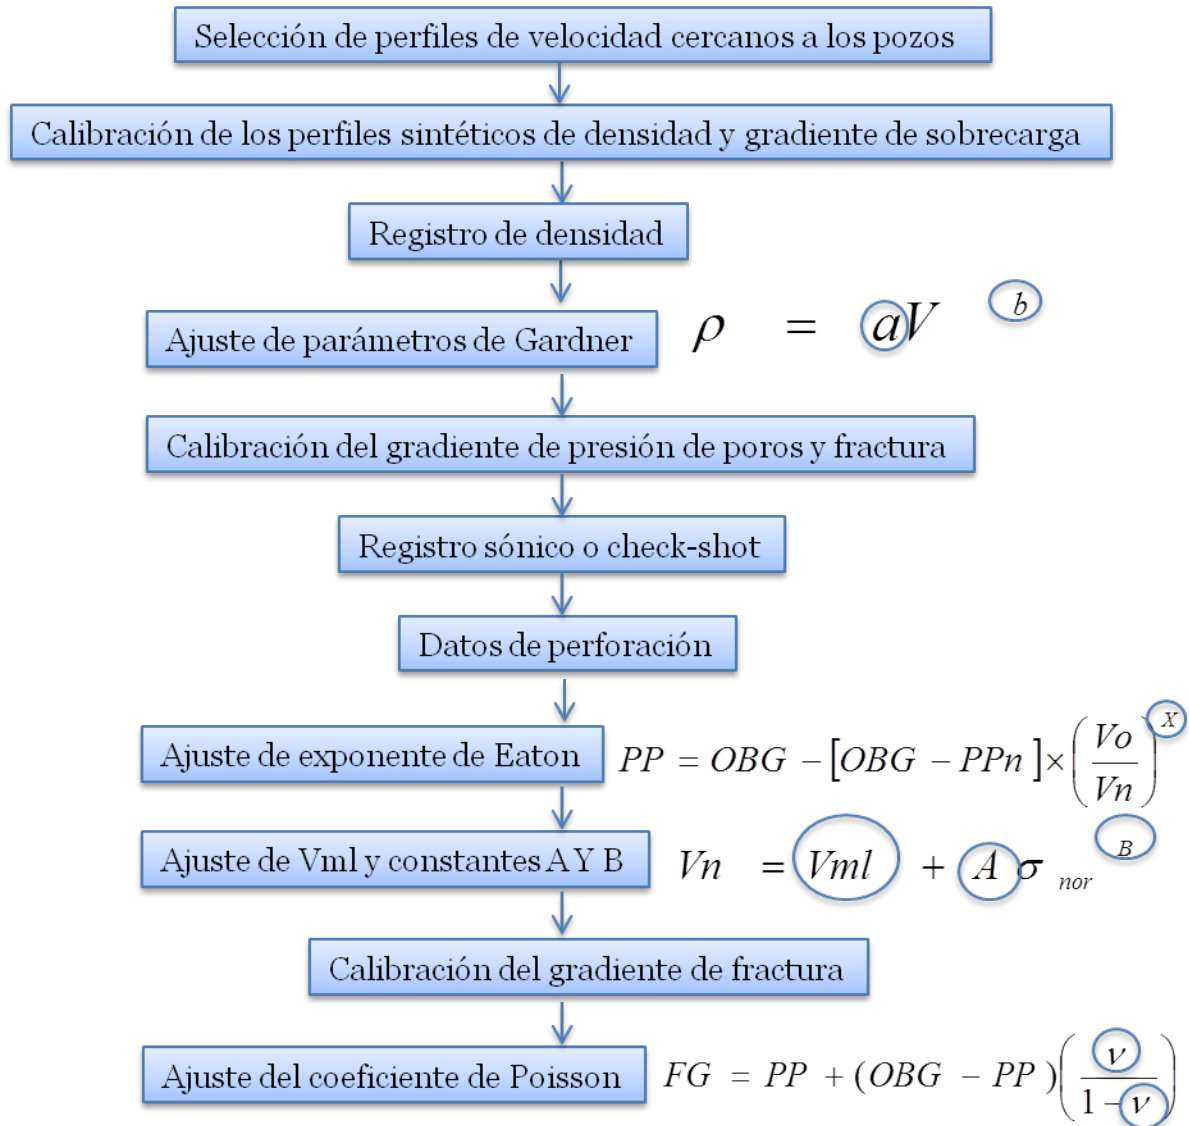 Selección de perfiles de velocidad cercanos a los pozos
Calibración de los perfiles sintéticos de densidad y gradiente de sobrecarga
Registro de densidad
Ajuste de parámetros de Gardner
ρ = aV^b
Calibración del gradiente de presión de poros y fractura
Registro sónico o check-shot
Datos de perforación
Ajuste de exponente de Eaton
PP = OBG − [OBG − PPn] × (Vo / Vn)^X
Ajuste de Vml y constantes A Y B
Vn = Vml + A σ_nor^B
Calibración del gradiente de fractura
Ajuste del coeficiente de Poisson
FG = PP + (OBG − PP) (ν / 1 − ν)